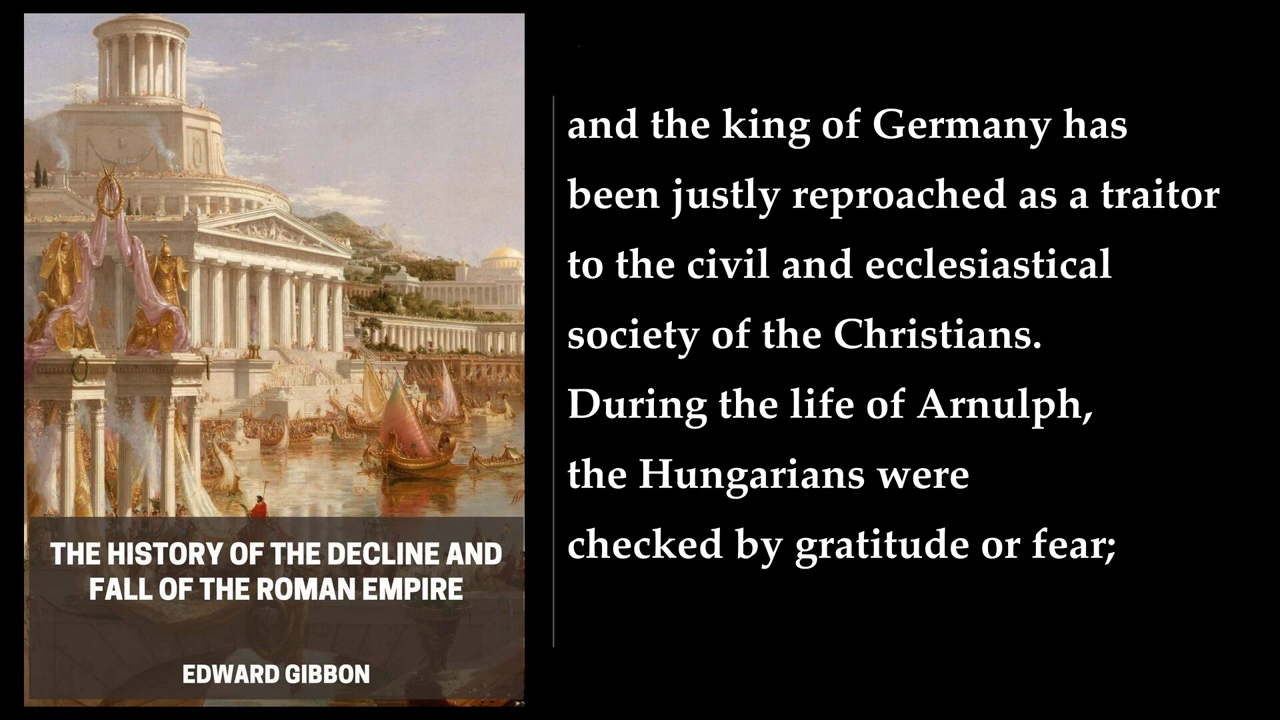 THE HISTORY OF THE DECLINE AND
FALL OF THE ROMAN EMPIRE
EDWARD GIBBON
and the king of Germany has
been justly reproached as a traitor
to the civil and ecclesiastical
society of the Christians.
During the life of Arnulph,
the Hungarians were
checked by gratitude or fear;